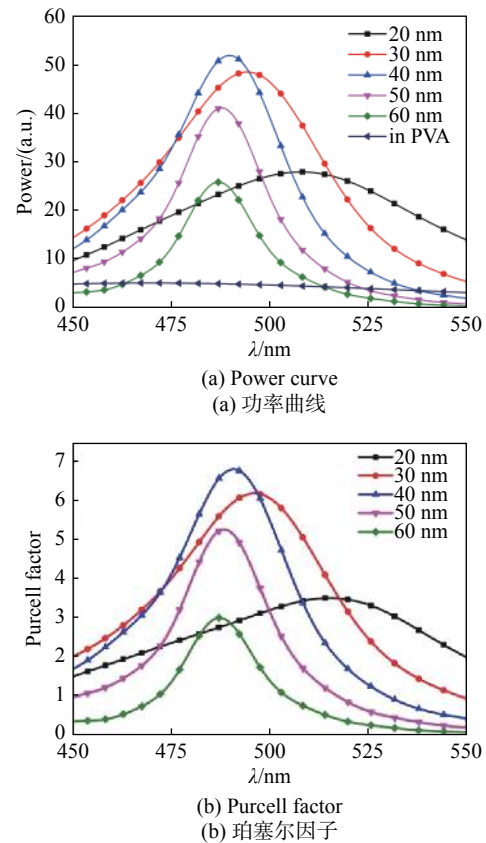 60
50
40
30
20
10
0
Power/(a.u.)
20 nm
30 nm
40 nm
50 nm
60 nm
in PVA
450 475 500 525 550
λ/nm
(a) Power curve
(a) 功率曲线
7
6
5
4
3
2
1
0
Purcell factor
20 nm
30 nm
40 nm
50 nm
60 nm
450 475 500 525 550
λ/nm
(b) Purcell factor
(b) 珀塞尔因子